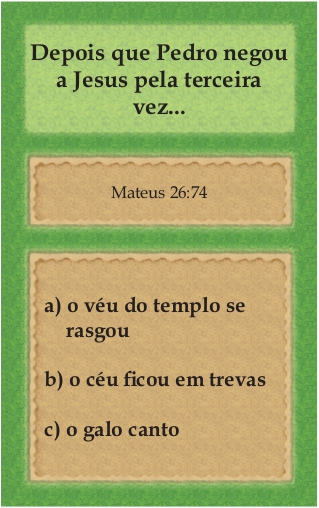 Depois que Pedro negou
a Jesus pela terceira
vez...
Mateus 26:74
a) o véu do templo se
rasgou
b) o céu ficou em trevas
c) o galo canto